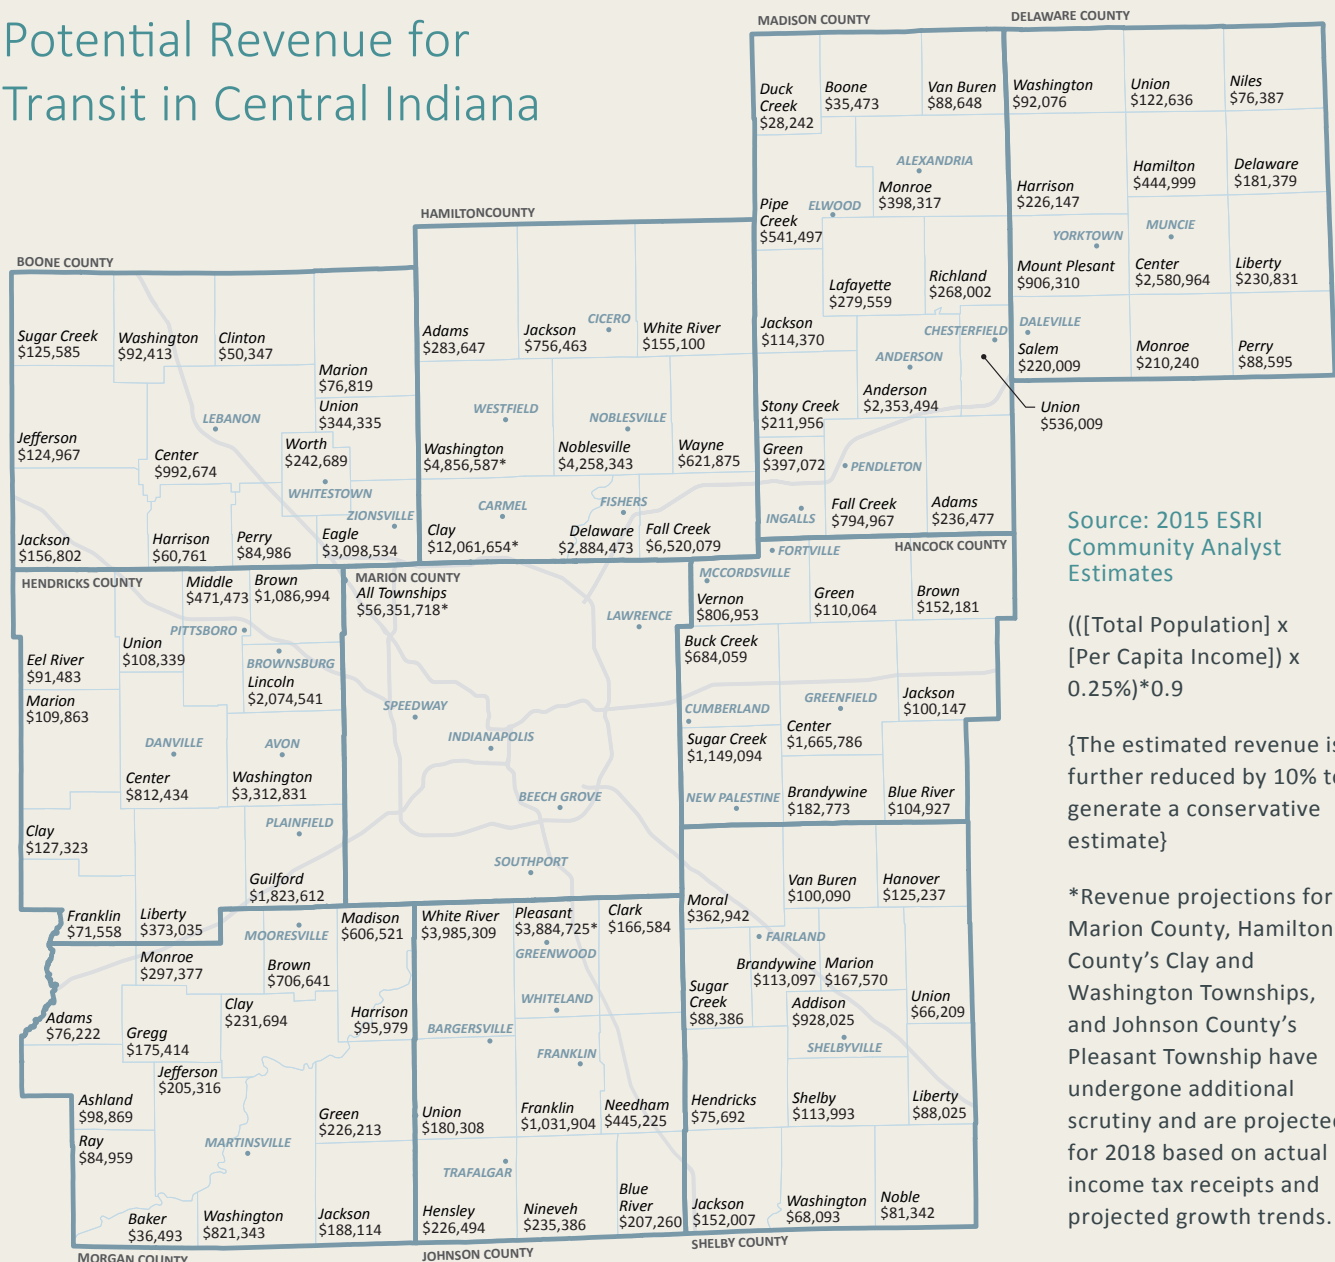 Potential Revenue for
Transit in Central Indiana
MADISON COUNTY
Duck
Creek
$28,242
Boone
$35,473
Van Buren
$88,648
ALEXANDRIA
Monroe
$398,317
Pipe
Creek
$541,497
ELWOOD
Lafayette
$279,559
Richland
$268,002
Jackson
$114,370
CHESTERFIELD
ANDERSON
Anderson
$2,353,494
Union
$536,009
Stony Creek
$211,956
Green
$397,072
PENDLETON
INGALLS
Fall Creek
$794,967
Adams
$236,477
DELAWARE COUNTY
Washington
$92,076
Union
$122,636
Niles
$76,387
Harrison
$226,147
Hamilton
$444,999
Delaware
$181,379
YORKTOWN
MUNCIE
Mount Plesant
$906,310
Center
$2,580,964
Liberty
$230,831
DALEVILLE
Salem
$220,009
Monroe
$210,240
Perry
$88,595
HAMILTONCOUNTY
Adams
$283,647
Jackson
$756,463
CICERO
White River
$155,100
WESTFIELD
NOBLESVILLE
Washington
$4,856,587*
Noblesville
$4,258,343
Wayne
$621,875
CARMEL
FISHERS
Clay
$12,061,654*
Delaware
$2,884,473
Fall Creek
$6,520,079
BOONE COUNTY
Sugar Creek
$125,585
Washington
$92,413
Clinton
$50,347
Marion
$76,819
Union
$344,335
LEBANON
Jefferson
$124,967
Center
$992,674
Worth
$242,689
WHITESTOWN
ZIONSVILLE
Jackson
$156,802
Harrison
$60,761
Perry
$84,986
Eagle
$3,098,534
HENDRICKS COUNTY
Middle
$471,473
Brown
$1,086,994
PITTSBORO
Union
$108,339
Eel River
$91,483
BROWNSBURG
Lincoln
$2,074,541
Marion
$109,863
DANVILLE
AVON
Center
$812,434
Washington
$3,312,831
PLAINFIELD
Clay
$127,323
Guilford
$1,823,612
Franklin
$71,558
Liberty
$373,035
MARION COUNTY
All Townships
$56,351,718*
LAWRENCE
SPEEDWAY
INDIANAPOLIS
BEECH GROVE
SOUTHPORT
HANCOCK COUNTY
FORTVILLE
MCCORDSVILLE
Vernon
$806,953
Green
$110,064
Brown
$152,181
Buck Creek
$684,059
CUMBERLAND
GREENFIELD
Jackson
$100,147
Center
$1,665,786
Sugar Creek
$1,149,094
NEW PALESTINE
Brandywine
$182,773
Blue River
$104,927
Moral
$362,942
Van Buren
$100,090
Hanover
$125,237
FAIRLAND
Brandywine
$113,097
Marion
$167,570
Sugar
Creek
$88,386
Addison
$928,025
Union
$66,209
SHELBYVILLE
Hendricks
$75,692
Shelby
$113,993
Liberty
$88,025
Jackson
$152,007
Washington
$68,093
Noble
$81,342
SHELBY COUNTY
MOORESVILLE
Madison
$606,521
Monroe
$297,377
Brown
$706,641
Adams
$76,222
Gregg
$175,414
Clay
$231,694
Harrison
$95,979
Jefferson
$205,316
Ashland
$98,869
Green
$226,213
Ray
$84,959
MARTINSVILLE
Baker
$36,493
Washington
$821,343
Jackson
$188,114
MORGAN COUNTY
White River
$3,985,309
Pleasant
$3,884,725*
Clark
$166,584
GREENWOOD
WHITELAND
BARGERSVILLE
FRANKLIN
Union
$180,308
Franklin
$1,031,904
Needham
$445,225
TRAFALGAR
Hensley
$226,494
Nineveh
$235,386
Blue
River
$207,260
JOHNSON COUNTY
Source: 2015 ESRI
Community Analyst
Estimates
(([Total Population] x
[Per Capita Income]) x
0.25%)*0.9
{The estimated revenue is
further reduced by 10% to
generate a conservative
estimate}
*Revenue projections for
Marion County, Hamilton
County's Clay and
Washington Townships,
and Johnson County's
Pleasant Township have
undergone additional
scrutiny and are projected
for 2018 based on actual
income tax receipts and
projected growth trends.